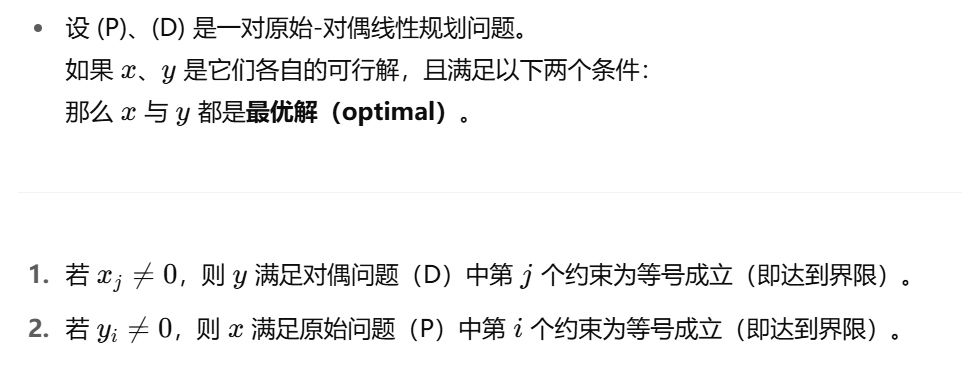 • 设 (P)、(D) 是一对原始-对偶线性规划问题。
如果 x、y 是它们各自的可行解，且满足以下两个条件：
那么 x 与 y 都是最优解（optimal）。
1. 若 x_j ≠ 0，则 y 满足对偶问题（D）中第 j 个约束为等号成立（即达到界限）。
2. 若 y_i ≠ 0，则 x 满足原始问题（P）中第 i 个约束为等号成立（即达到界限）。